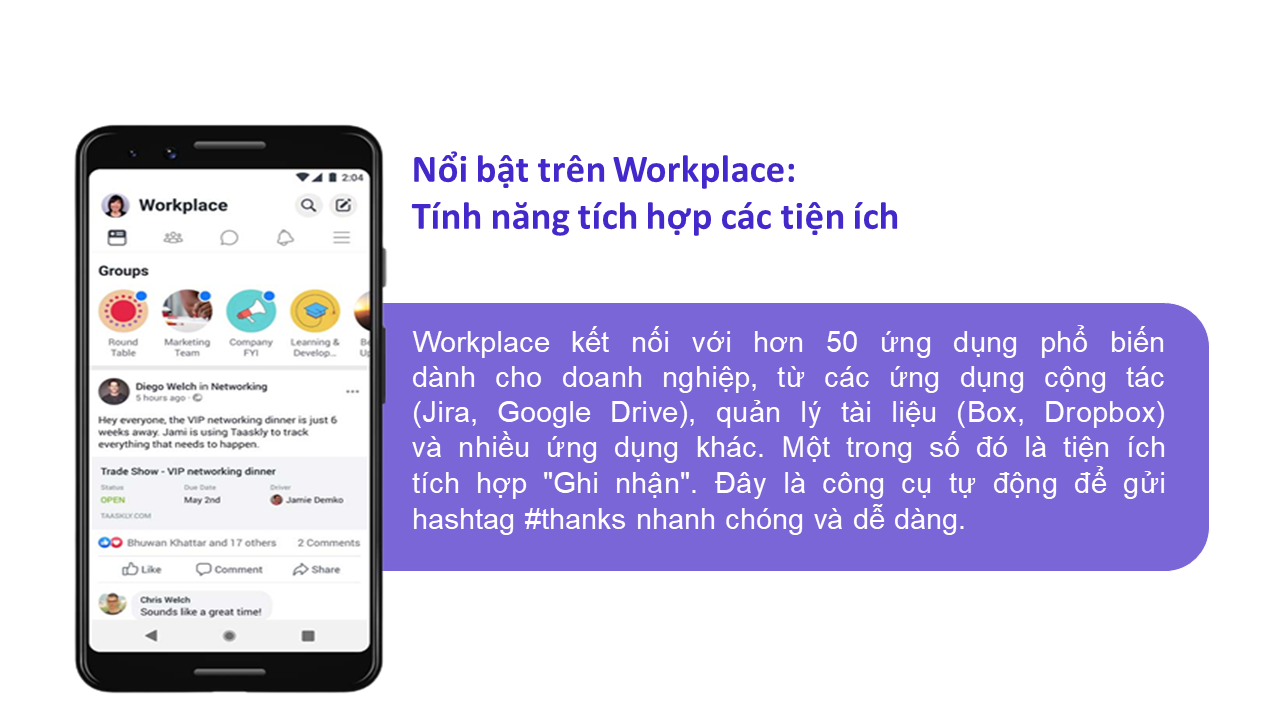 Nổi bật trên Workplace:
Tính năng tích hợp các tiện ích
Workplace kết nối với hơn 50 ứng dụng phổ biến
dành cho doanh nghiệp, từ các ứng dụng cộng tác
(Jira, Google Drive), quản lý tài liệu (Box, Dropbox)
và nhiều ứng dụng khác. Một trong số đó là tiện ích
tích hợp "Ghi nhận". Đây là công cụ tự động để gửi
hashtag #thanks nhanh chóng và dễ dàng.
2:04
Workplace
Groups
Round Table
Marketing Team
Company FYI
Learning & Develop...
Be
Up
Diego Welch in Networking
5 hours ago ·
Hey everyone, the VIP networking dinner is just 6
weeks away. Jami is using Taaskly to track
everything that needs to happen.
Trade Show - VIP networking dinner
Status Due Date Driver
OPEN May 2nd Jamie Demko
TAASKLY.COM
Bhuwan Khattar and 17 others 2 Comments
Like Comment Share
Chris Welch
Sounds like a great time!